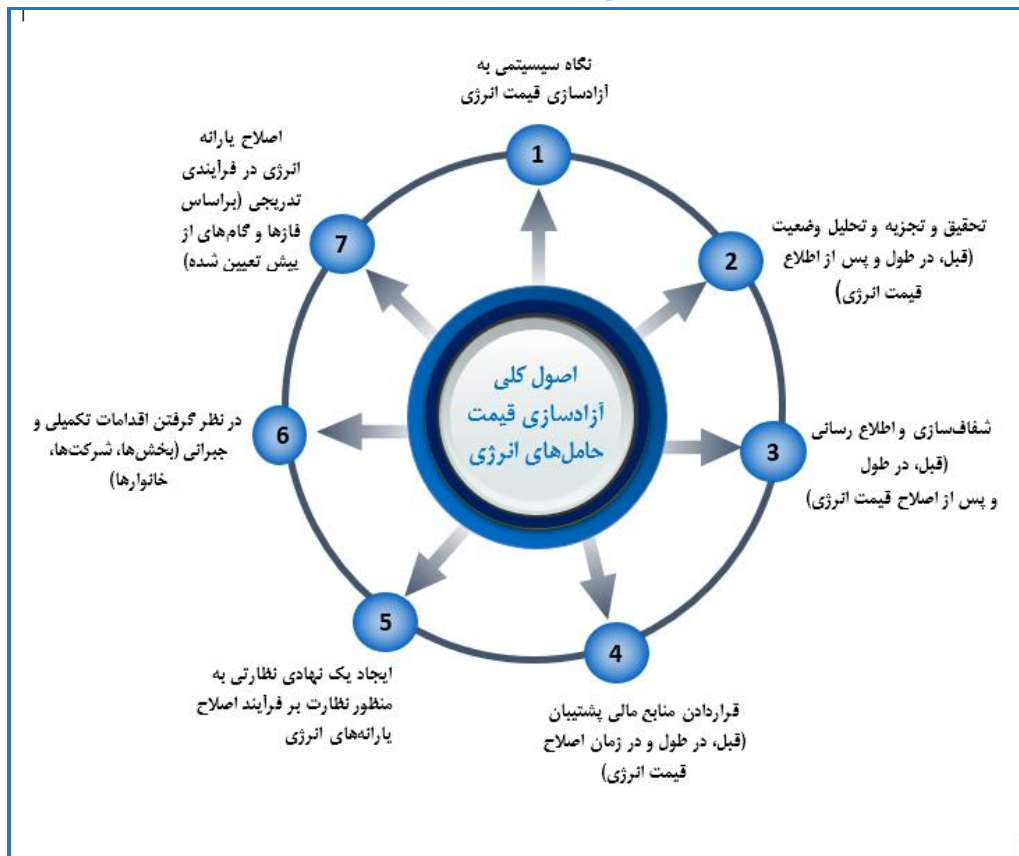 نگاه سیسیتمی به
آزادسازی قیمت انرژی
1
تحقیق و تجزیه و تحلیل وضعیت
(قبل، در طول و پس از اطلاع
قیمت انرژی)
2
شفاف‌سازی و اطلاع رسانی
(قبل، در طول
و پس از اصلاح قیمت انرژی)
3
قراردادن منابع مالی پشتیبان
(قبل، در طول و در زمان اصلاح
قیمت انرژی)
4
ایجاد یک نهادی نظارتی به
منظور نظارت بر فرآیند اصلاح
یارانه‌های انرژی
5
در نظر گرفتن اقدامات تکمیلی و
جبرانی (بخش‌ها، شرکت‌ها،
خانوارها)
6
اصلاح یارانه
انرژی در فرآیندی
تدریجی (براساس
فازها و گام‌های از
پیش تعیین شده)
7
اصول کلی
آزادسازی قیمت
حامل‌های انرژی